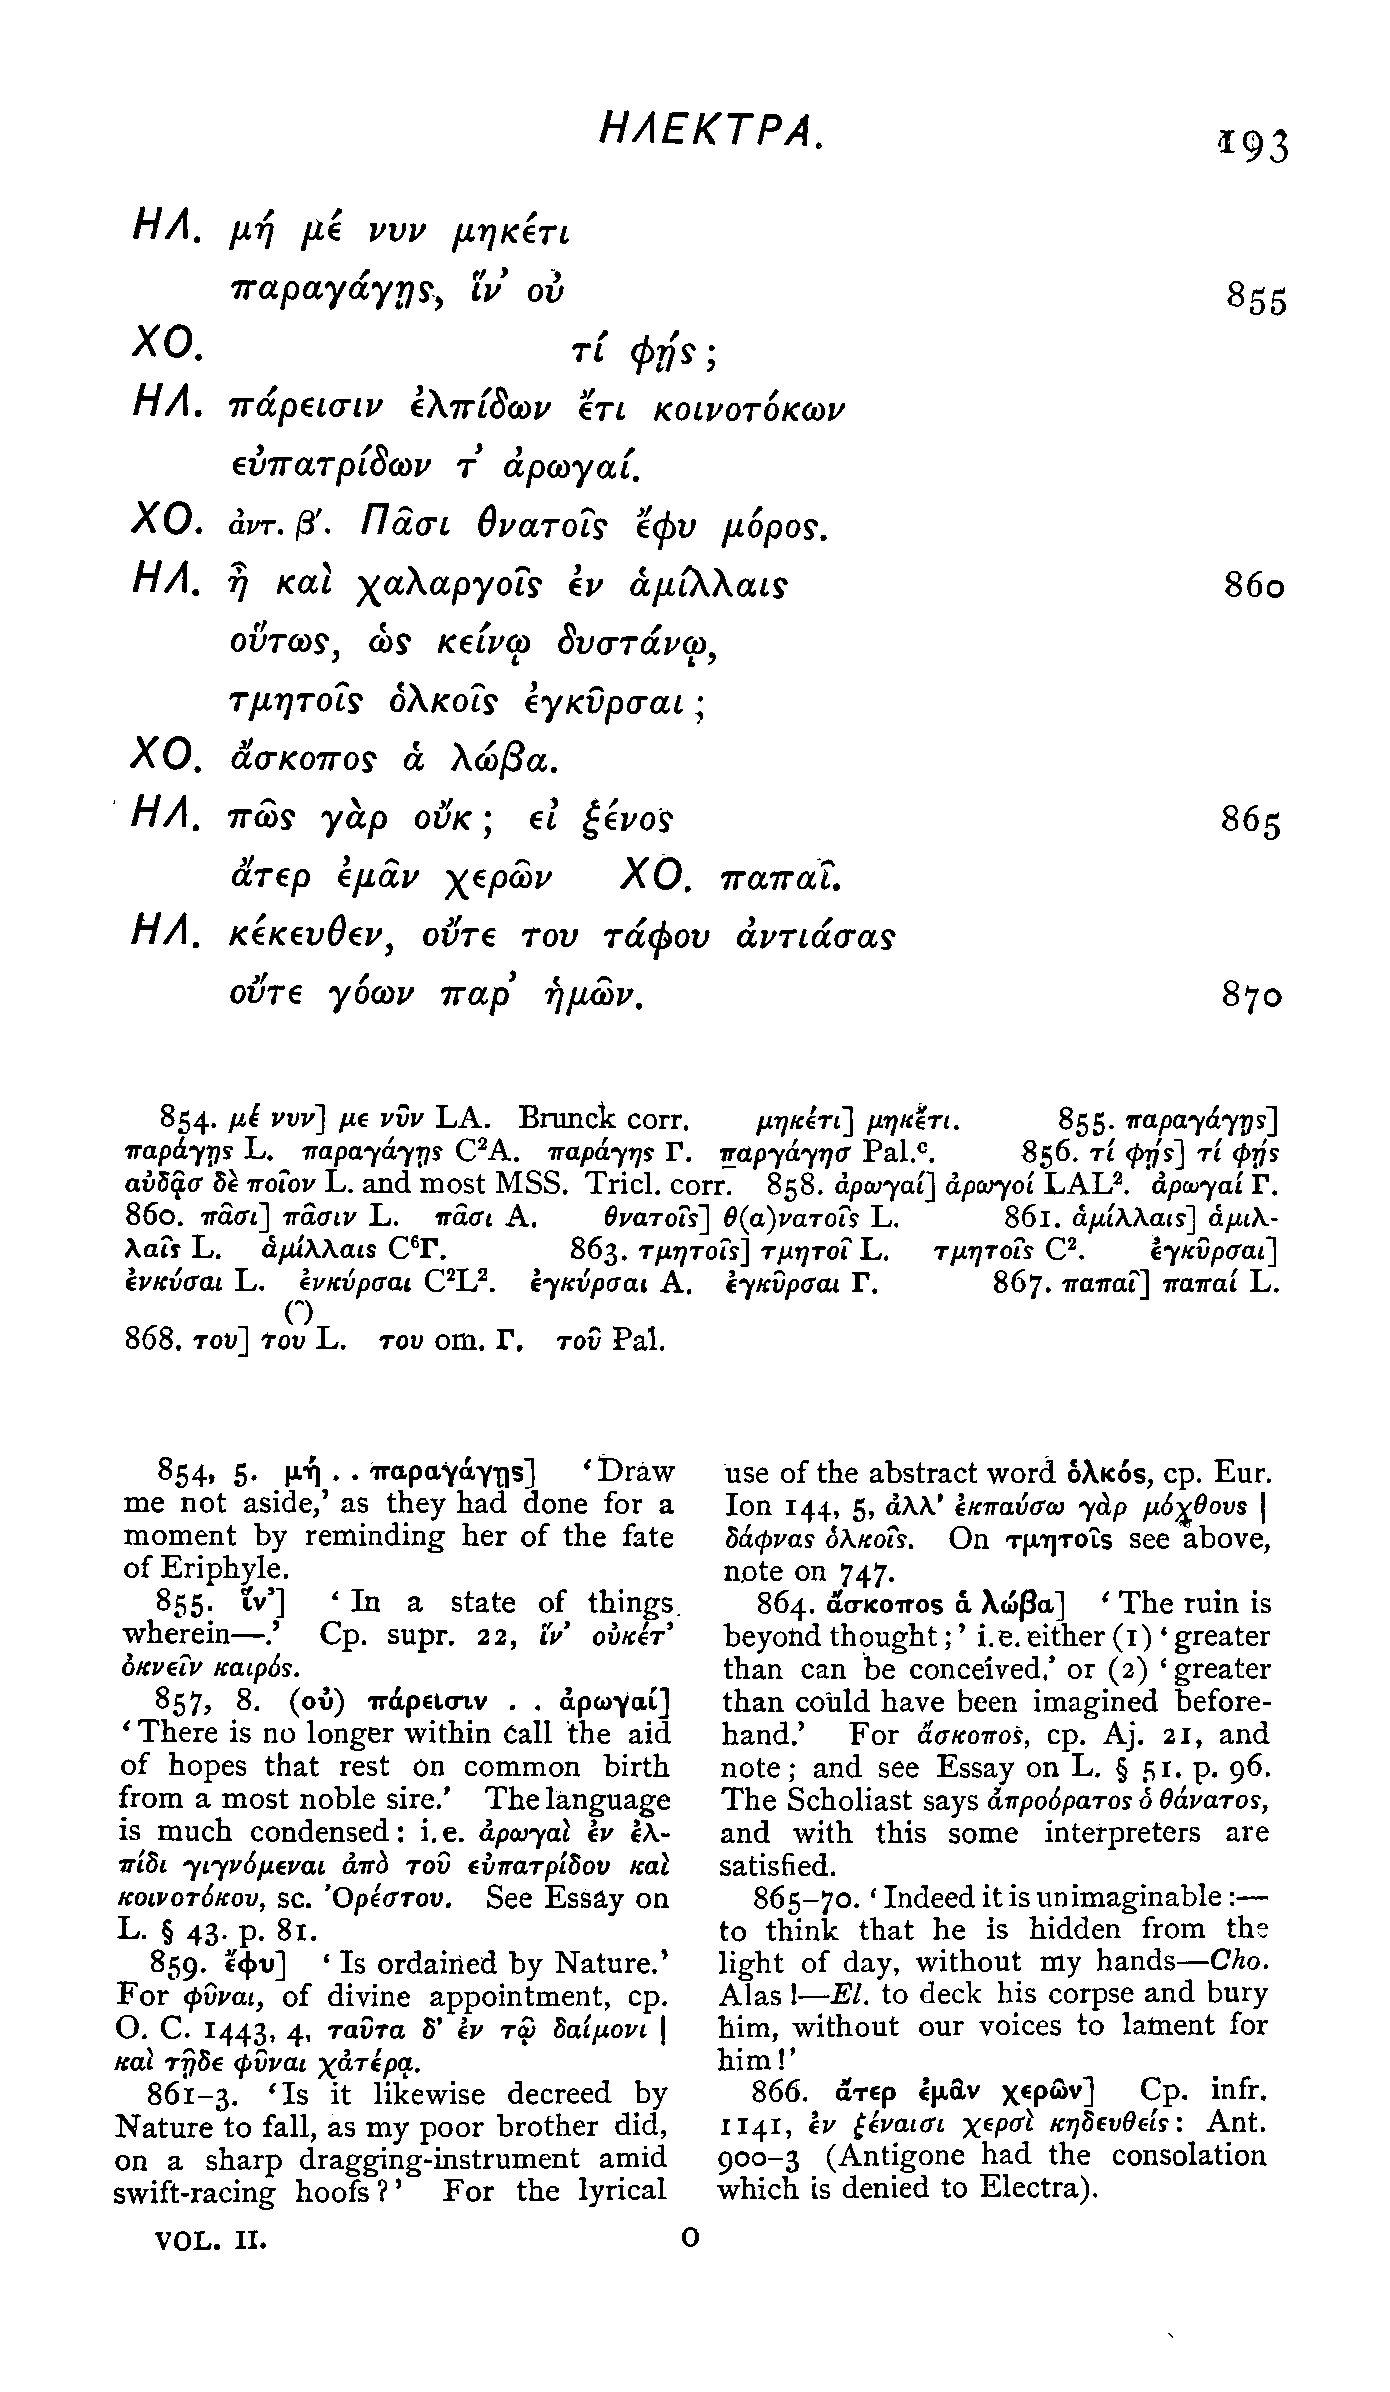 ΗΛΕΚΤΡΑ.
193
ΗΛ. μή μέ νυν μηκέτι
παραγάγῃς, ἵν’ οὐ 855
ΧΟ. τί φῄς;
ΗΛ. πάρεισιν ἐλπίδων ἔτι κοινοτόκων
εὐπατρίδων τ’ ἀρωγαί.
ΧΟ. ἀντ. β′. Πᾶσι θνατοῖς ἔφυ μόρος.
ΗΛ. ἦ καὶ χαλαργοῖς ἐν ἁμίλλαις 860
οὕτως, ὡς κείνῳ δυστάνῳ,
τμητοῖς ὁλκοῖς ἐγκῦρσαι;
ΧΟ. ἄσκοπος ἁ λώβα.
ΗΛ. πῶς γὰρ οὔκ; εἰ ξένος 865
ἄτερ ἐμᾶν χερῶν ΧΟ. παπαῖ.
ΗΛ. κέκευθεν, οὔτε του τάφου ἀντιάσας
οὔτε γόων παρ’ ἡμῶν. 870
854. μέ νυν] με νῦν LA. Brunck corr. μηκέτι] μηκἔτι. 855. παραγάγῃς]
παράγῃς L. παραγάγῃς C²A. παράγης Γ. παργάγησ Pal.ᶜ. 856. τί φῄς] τί φῄς
αὐδᾷσ δὲ ποῖον L. and most MSS. Tricl. corr. 858. ἀρωγαί] ἀρωγοί LAL². ἀρωγαί Γ.
860. πᾶσι] πᾶσιν L. πᾶσι A. θνατοῖς] θ(α)νατοῖς L. 861. ἁμίλλαις] ἁμιλ-
λαῖς L. ἁμίλλαις C⁶Γ. 863. τμητοῖς] τμητοῖ L. τμητοῖς C². ἐγκῦρσαι]
ἐνκύσαι L. ἐνκύρσαι C²L². ἐγκύρσαι A. ἐγκῦρσαι Γ. 867. παπαῖ] παπαί L.
(῀)
868. του] του L. του om. Γ. τοῦ Pal.
854, 5. μή . . παραγάγῃς] ‘Draw
me not aside,’ as they had done for a
moment by reminding her of the fate
of Eriphyle.
855. ἵν’] ‘In a state of things
wherein—.’ Cp. supr. 22, ἵν’ οὐκέτ’
ὀκνεῖν καιρός.
857, 8. (οὐ) πάρεισιν . . ἀρωγαί]
‘There is no longer within call the aid
of hopes that rest on common birth
from a most noble sire.’ The language
is much condensed: i.e. ἀρωγαὶ ἐν ἐλ-
πίδι γιγνόμεναι ἀπὸ τοῦ εὐπατρίδου καὶ
κοινοτόκου, sc. Ὀρέστου. See Essay on
L. § 43. p. 81.
859. ἔφυ] ‘Is ordained by Nature.’
For φῦναι, of divine appointment, cp.
O. C. 1443, 4, ταῦτα δ’ ἐν τῷ δαίμονι |
καὶ τῇδε φῦναι χἀτέρᾳ.
861–3. ‘Is it likewise decreed by
Nature to fall, as my poor brother did,
on a sharp dragging-instrument amid
swift-racing hoofs?’ For the lyrical
use of the abstract word ὁλκός, cp. Eur.
Ion 144, 5, ἀλλ’ ἐκπαύσω γὰρ μόχθους |
δάφνας ὁλκοῖς. On τμητοῖς see above,
note on 747.
864. ἄσκοπος ἁ λώβα] ‘The ruin is
beyond thought;’ i.e. either (1) ‘greater
than can be conceived,’ or (2) ‘greater
than could have been imagined before-
hand.’ For ἄσκοπος, cp. Aj. 21, and
note; and see Essay on L. § 51. p. 96.
The Scholiast says ἀπροόρατος ὁ θάνατος,
and with this some interpreters are
satisfied.
865–70. ‘Indeed it is unimaginable:—
to think that he is hidden from the
light of day, without my hands—Cho.
Alas!—El. to deck his corpse and bury
him, without our voices to lament for
him!’
866. ἄτερ ἐμᾶν χερῶν] Cp. infr.
1141, ἐν ξέναισι χερσὶ κηδευθείς: Ant.
900–3 (Antigone had the consolation
which is denied to Electra).
VOL. II. O